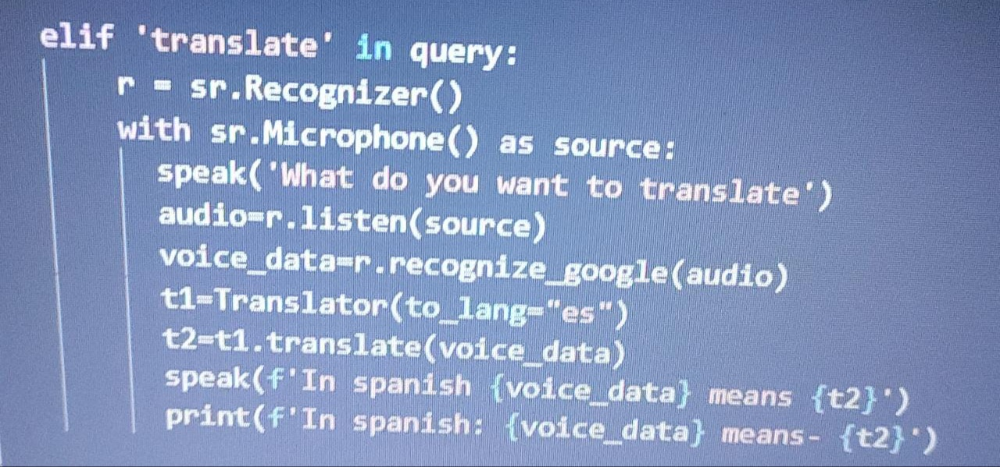 elif 'translate' in query:
r = sr.Recognizer()
with sr.Microphone() as source:
speak('What do you want to translate')
audio=r.listen(source)
voice_data=r.recognize_google(audio)
t1=Translator(to_lang="es")
t2=t1.translate(voice_data)
speak(f'In spanish {voice_data} means {t2}')
print(f'In spanish: {voice_data} means- {t2}')